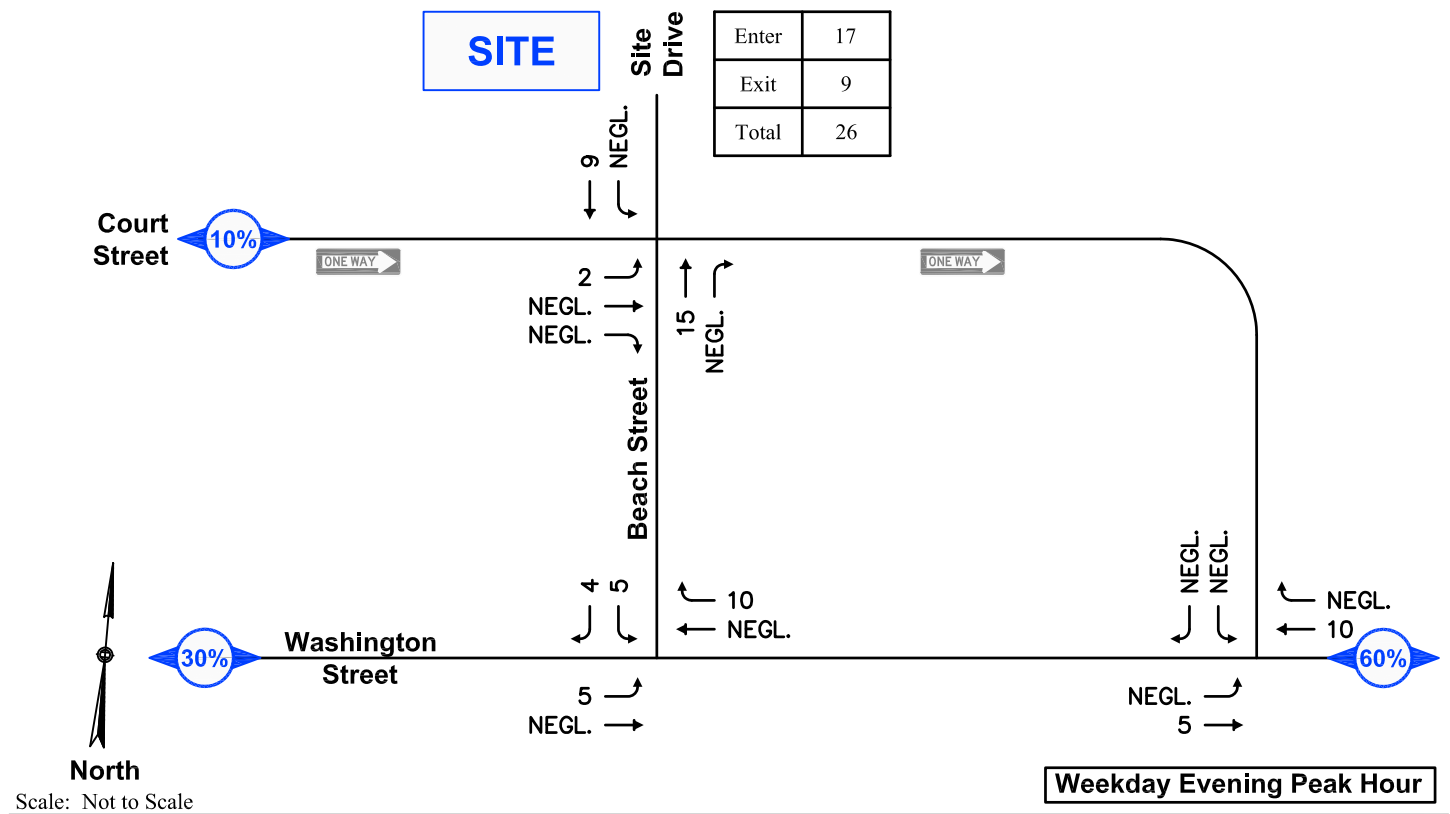 SITE
Site
Drive
Enter 17
Exit 9
Total 26
9
NEGL.
Court
Street
10%
ONE WAY
ONE WAY
2
NEGL.
NEGL.
15
NEGL.
Beach Street
4
5
10
NEGL.
NEGL.
NEGL.
NEGL.
10
30%
Washington
Street
60%
5
NEGL.
NEGL.
5
North
Scale: Not to Scale
Weekday Evening Peak Hour